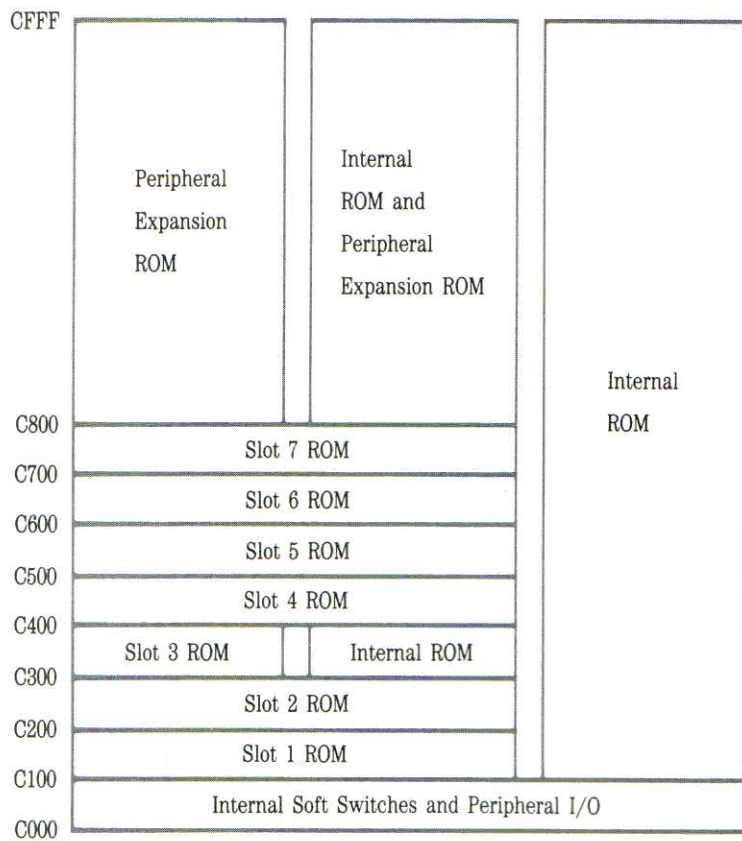 CFFF
Peripheral
Expansion
ROM
Internal
ROM and
Peripheral
Expansion ROM
Internal
ROM
C800
Slot 7 ROM
C700
Slot 6 ROM
C600
Slot 5 ROM
C500
Slot 4 ROM
C400
Slot 3 ROM
Internal ROM
C300
Slot 2 ROM
C200
Slot 1 ROM
C100
Internal Soft Switches and Peripheral I/O
C000